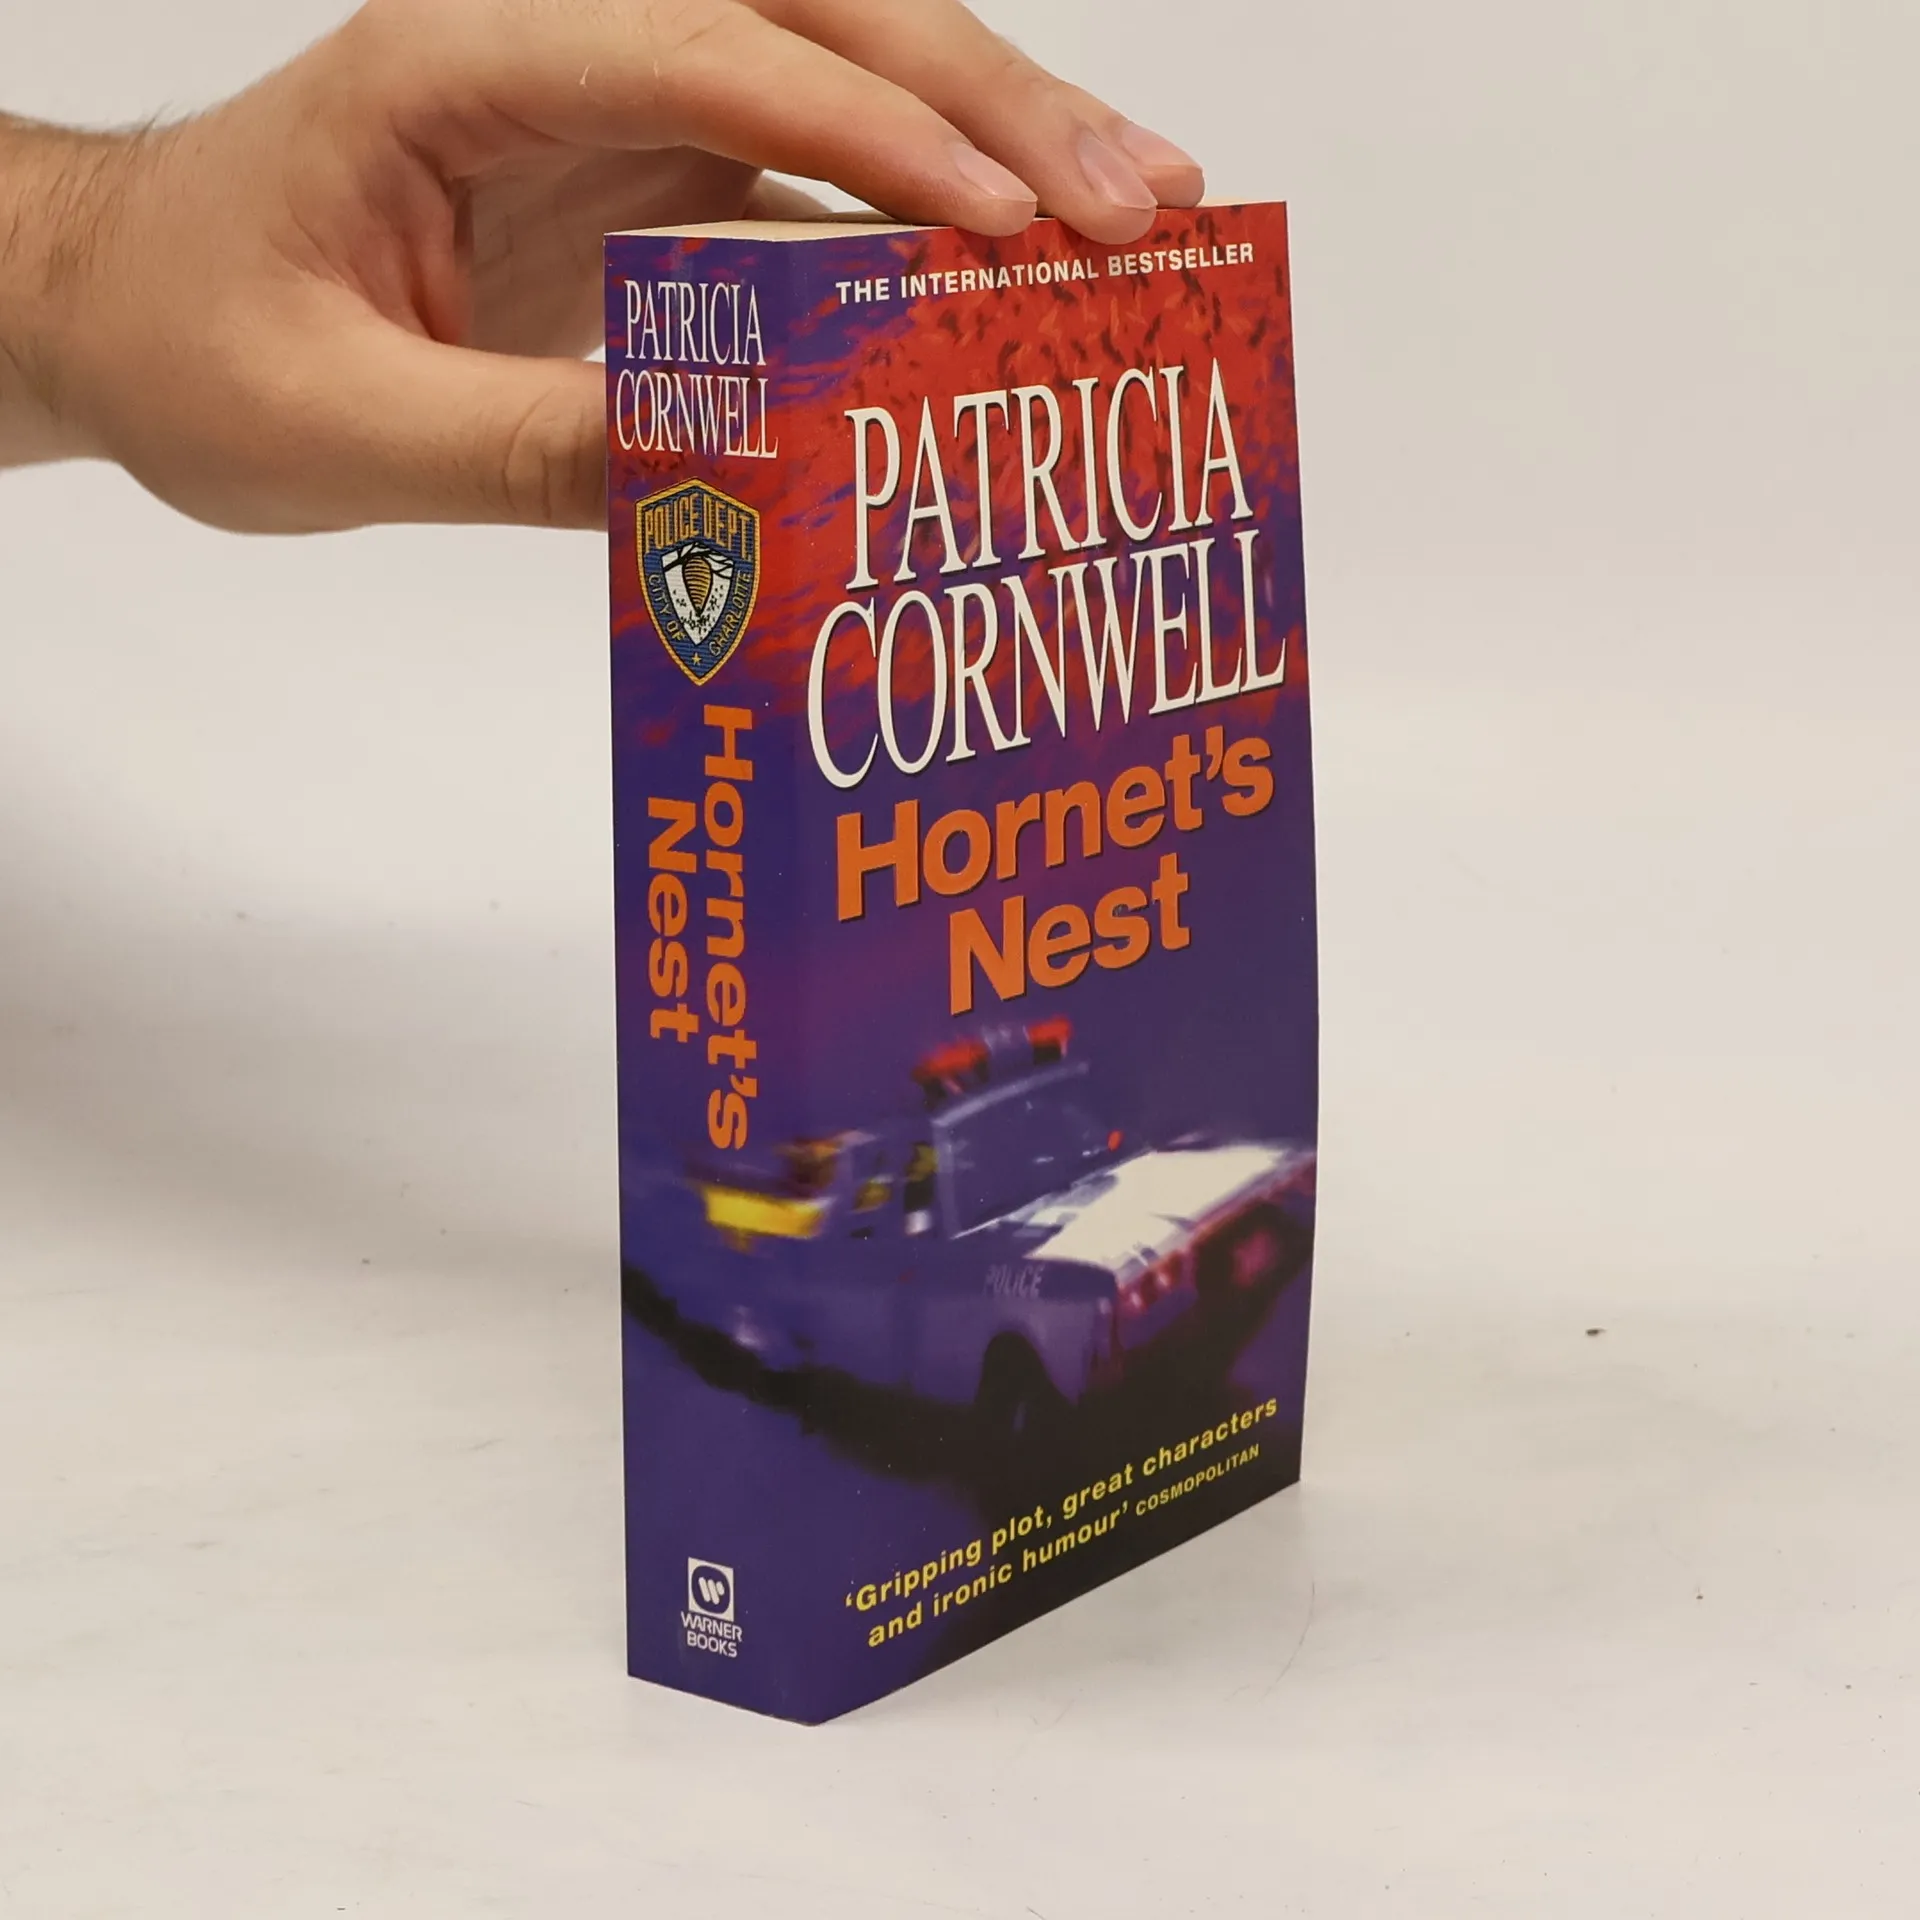 PATRICIA
CORNWELL
POLICE DEPT
CITY OF CHARLOTTE
Hornet's
Nest
WARNER
BOOKS
THE INTERNATIONAL BESTSELLER
PATRICIA
CORNWELL
Hornet's
Nest
POLICE
‘Gripping plot, great characters
and ironic humour’ COSMOPOLITAN